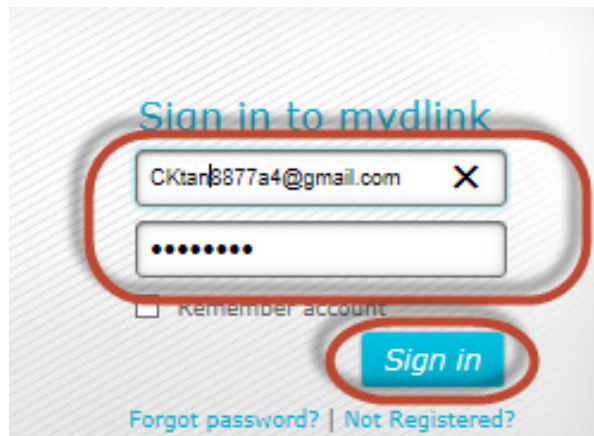 Sign in to mydlink
CKtan8877a4@gmail.com
Remember account
Sign in
Forgot password? | Not Registered?